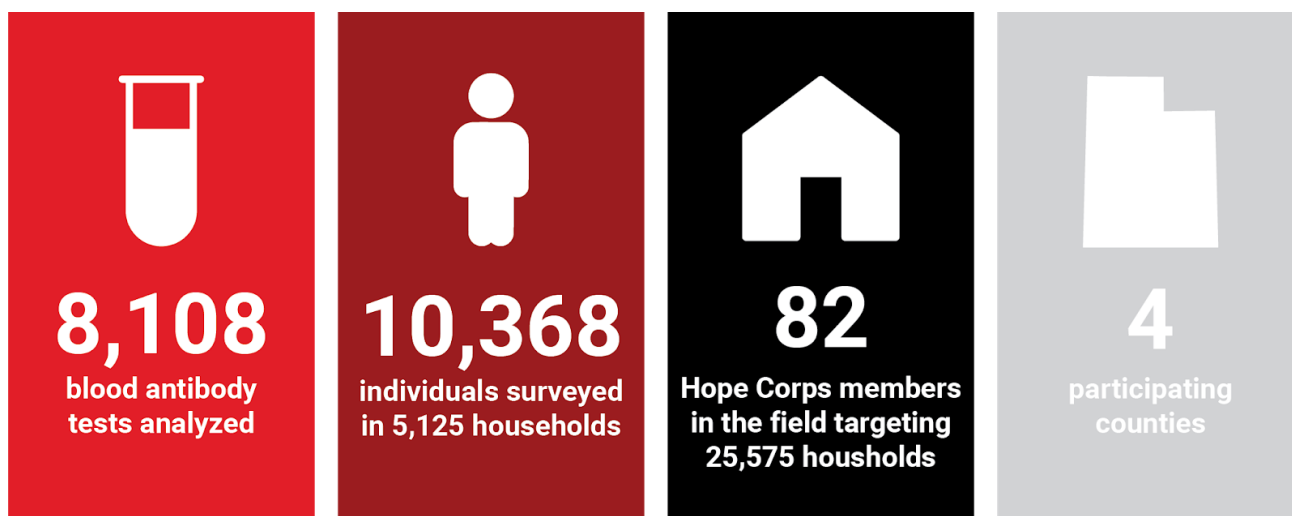 8,108
blood antibody
tests analyzed
10,368
individuals surveyed
in 5,125 households
82
Hope Corps members
in the field targeting
25,575 housholds
4
participating
counties